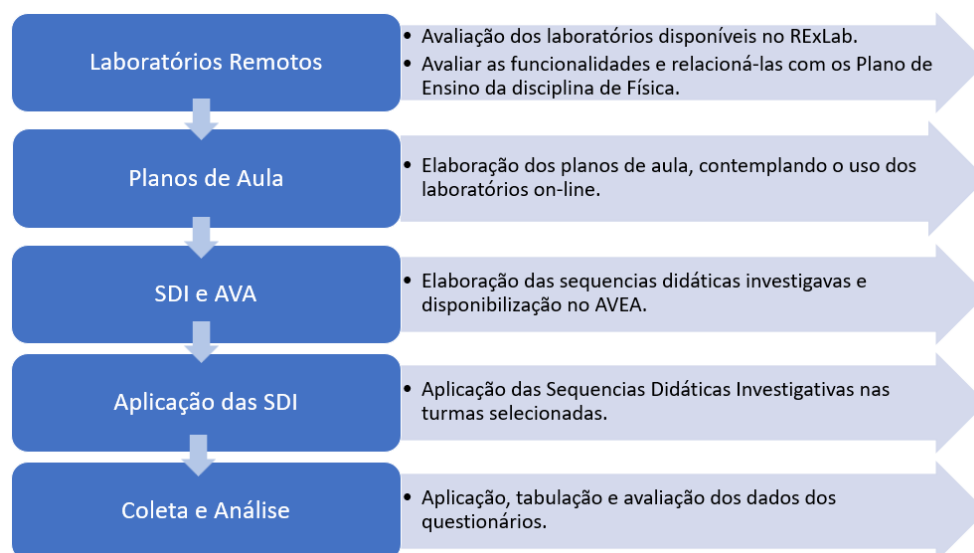 Laboratórios Remotos
• Avaliação dos laboratórios disponíveis no RExLab.
• Avaliar as funcionalidades e relacioná-las com os Plano de
Ensino da disciplina de Física.
Planos de Aula
• Elaboração dos planos de aula, contemplando o uso dos
laboratórios on-line.
SDI e AVA
• Elaboração das sequencias didáticas investigavas e
disponibilização no AVEA.
Aplicação das SDI
• Aplicação das Sequencias Didáticas Investigativas nas
turmas selecionadas.
Coleta e Análise
• Aplicação, tabulação e avaliação dos dados dos
questionários.